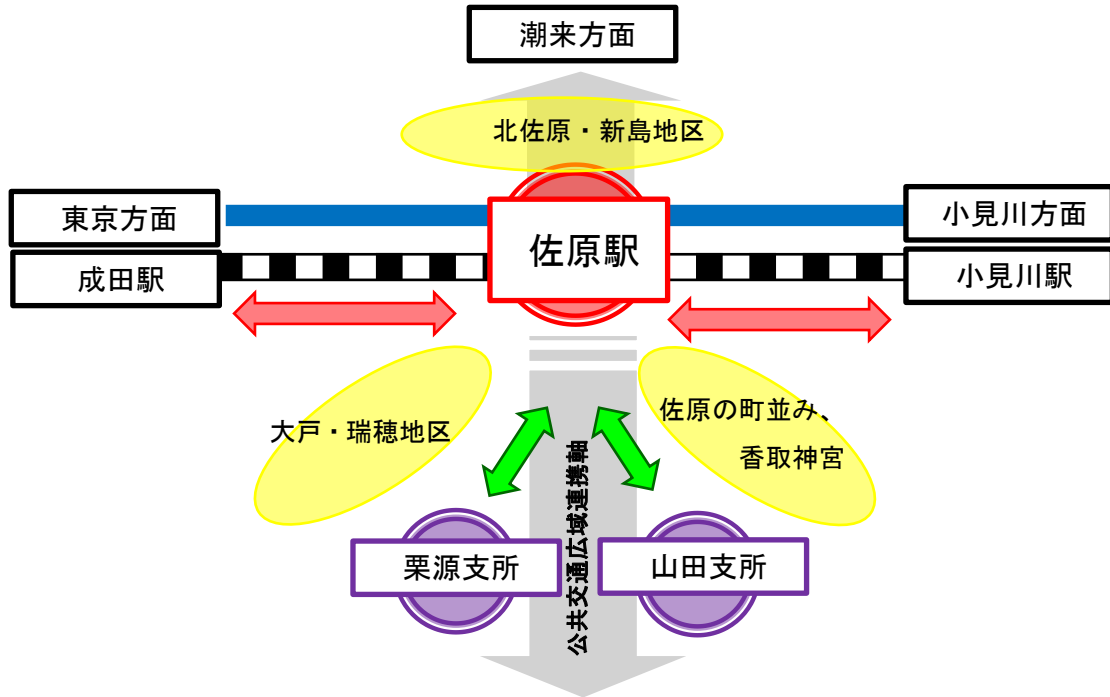 潮来方面
北佐原・新島地区
東京方面
佐原駅
小見川方面
成田駅
小見川駅
大戸・瑞穂地区
佐原の町並み、
香取神宮
公共交通広域連携軸
栗源支所
山田支所